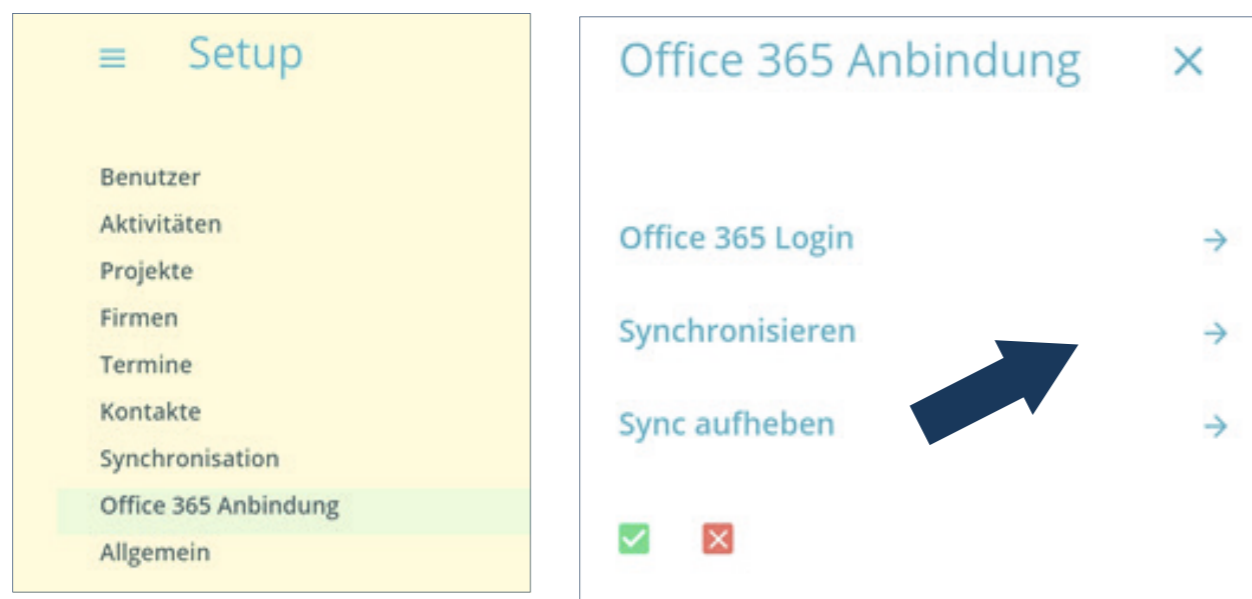 Setup
Benutzer
Aktivitäten
Projekte
Firmen
Termine
Kontakte
Synchronisation
Office 365 Anbindung
Allgemein
Office 365 Anbindung
Office 365 Login
Synchronisieren
Sync aufheben